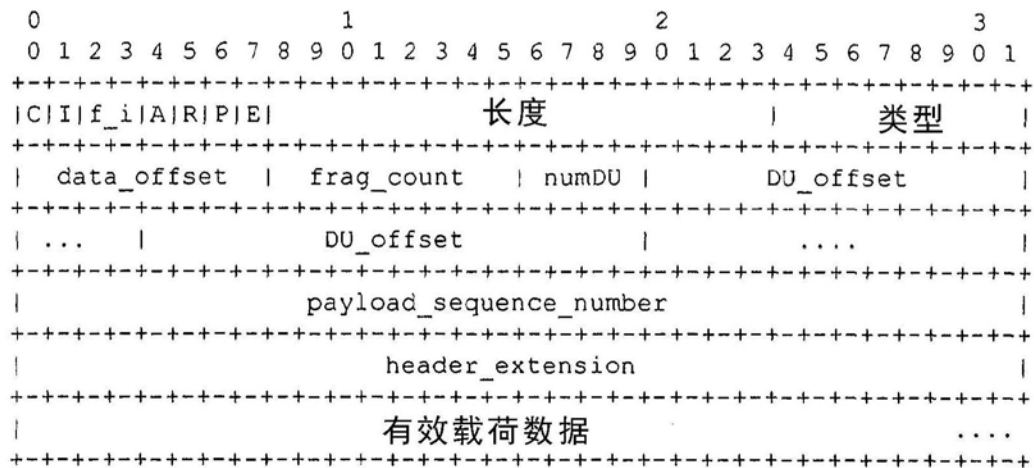 0 1 2 3
0 1 2 3 4 5 6 7 8 9 0 1 2 3 4 5 6 7 8 9 0 1 2 3 4 5 6 7 8 9 0 1
+-+-+-+-+-+-+-+-+-+-+-+-+-+-+-+-+-+-+-+-+-+-+-+-+-+-+-+-+-+-+-+-+
|C|I|f_i|A|R|P|E| 长度 | 类型 |
+-+-+-+-+-+-+-+-+-+-+-+-+-+-+-+-+-+-+-+-+-+-+-+-+-+-+-+-+-+-+-+-+
| data_offset | frag_count | numDU | DU_offset |
+-+-+-+-+-+-+-+-+-+-+-+-+-+-+-+-+-+-+-+-+-+-+-+-+-+-+-+-+-+-+-+-+
| ... | DU_offset | .... |
+-+-+-+-+-+-+-+-+-+-+-+-+-+-+-+-+-+-+-+-+-+-+-+-+-+-+-+-+-+-+-+-+
| payload_sequence_number |
+-+-+-+-+-+-+-+-+-+-+-+-+-+-+-+-+-+-+-+-+-+-+-+-+-+-+-+-+-+-+-+-+
| header_extension |
+-+-+-+-+-+-+-+-+-+-+-+-+-+-+-+-+-+-+-+-+-+-+-+-+-+-+-+-+-+-+-+-+
| 有效载荷数据 ....
+-+-+-+-+-+-+-+-+-+-+-+-+-+-+-+-+-+-+-+-+-+-+-+-+-+-+-+-+-+-+-+-+